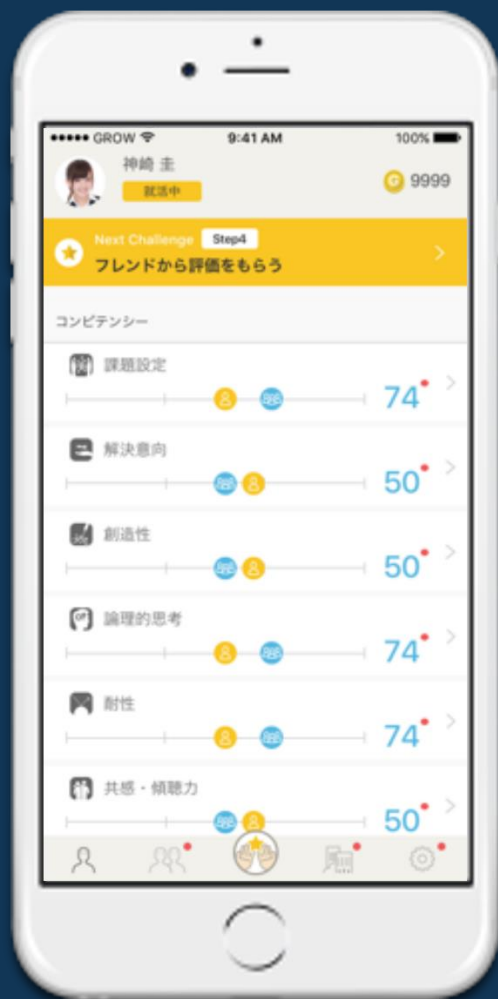 GROW 9:41 AM 100%
神崎 圭
就活中
G 9999
Next Challenge Step4
フレンドから評価をもらう
コンピテンシー
課題設定
74
解決意向
50
創造性
50
論理的思考
74
耐性
74
共感・傾聴力
50